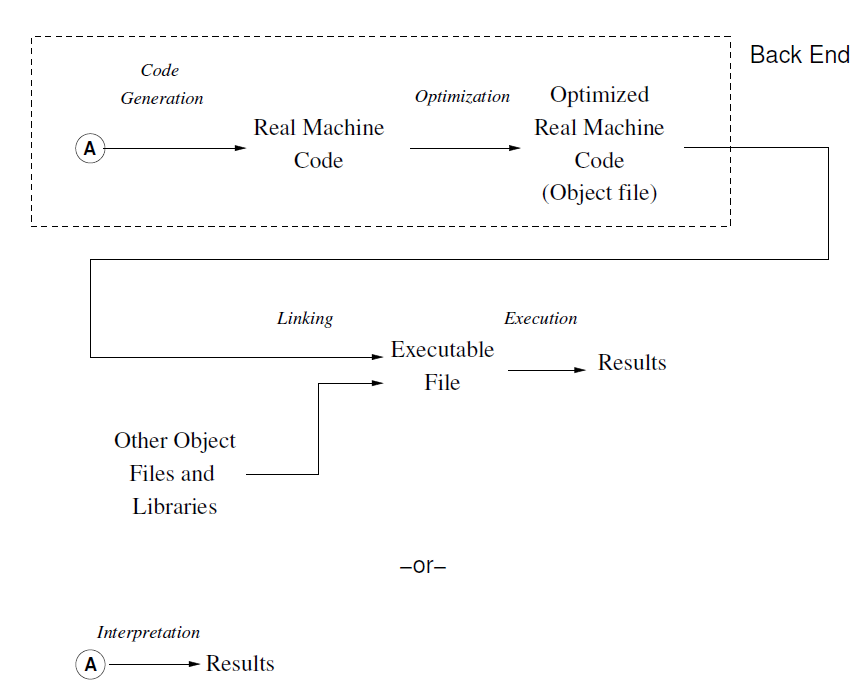 Back End
Code
Generation
Optimization
Optimized
Real Machine
Code
(Object file)
A
Real Machine
Code
Linking
Execution
Executable
File
Results
Other Object
Files and
Libraries
–or–
Interpretation
A
Results